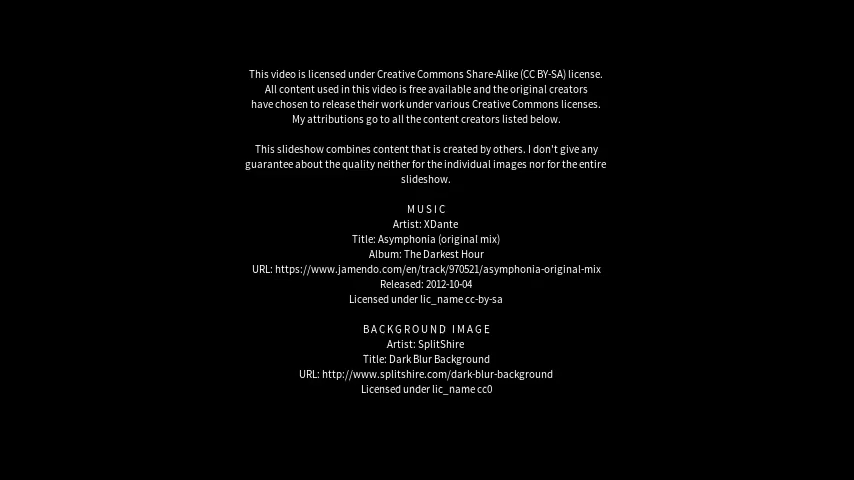 This video is licensed under Creative Commons Share-Alike (CC BY-SA) license.
All content used in this video is free available and the original creators
have chosen to release their work under various Creative Commons licenses.
My attributions go to all the content creators listed below.
This slideshow combines content that is created by others. I don't give any
guarantee about the quality neither for the individual images nor for the entire
slideshow.
MUSIC
Artist: XDante
Title: Asymphonia (original mix)
Album: The Darkest Hour
URL: https://www.jamendo.com/en/track/970521/asymphonia-original-mix
Released: 2012-10-04
Licensed under lic_name cc-by-sa
BACKGROUND IMAGE
Artist: SplitShire
Title: Dark Blur Background
URL: http://www.splitshire.com/dark-blur-background
Licensed under lic_name cc0